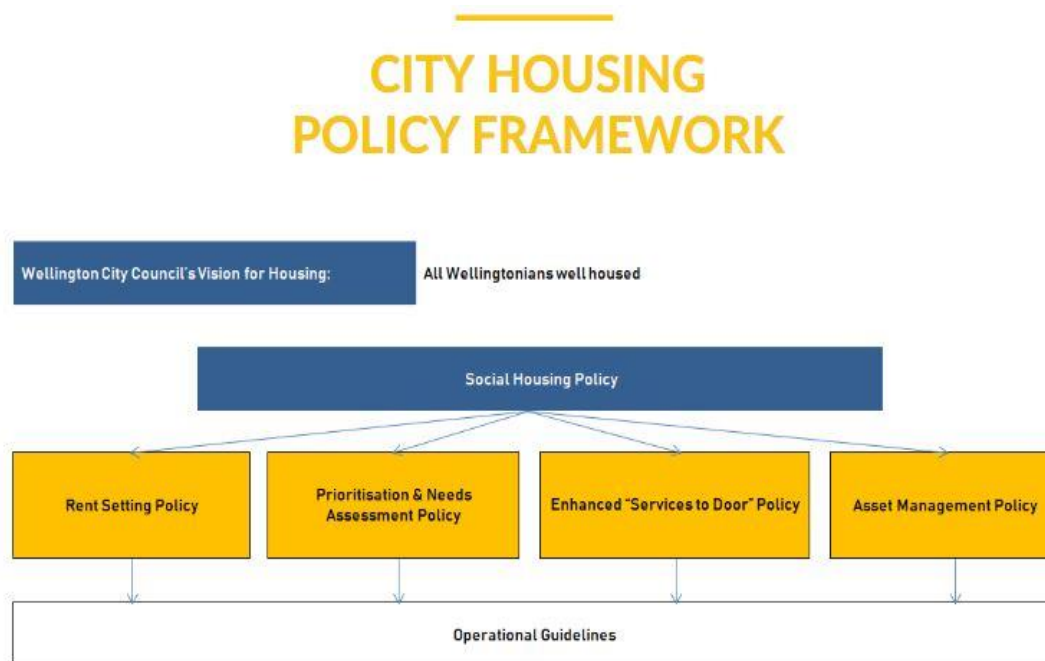 CITY HOUSING
POLICY FRAMEWORK
Wellington City Council's Vision for Housing:
All Wellingtonians well housed
Social Housing Policy
Rent Setting Policy
Prioritisation & Needs
Assessment Policy
Enhanced "Services to Door" Policy
Asset Management Policy
Operational Guidelines